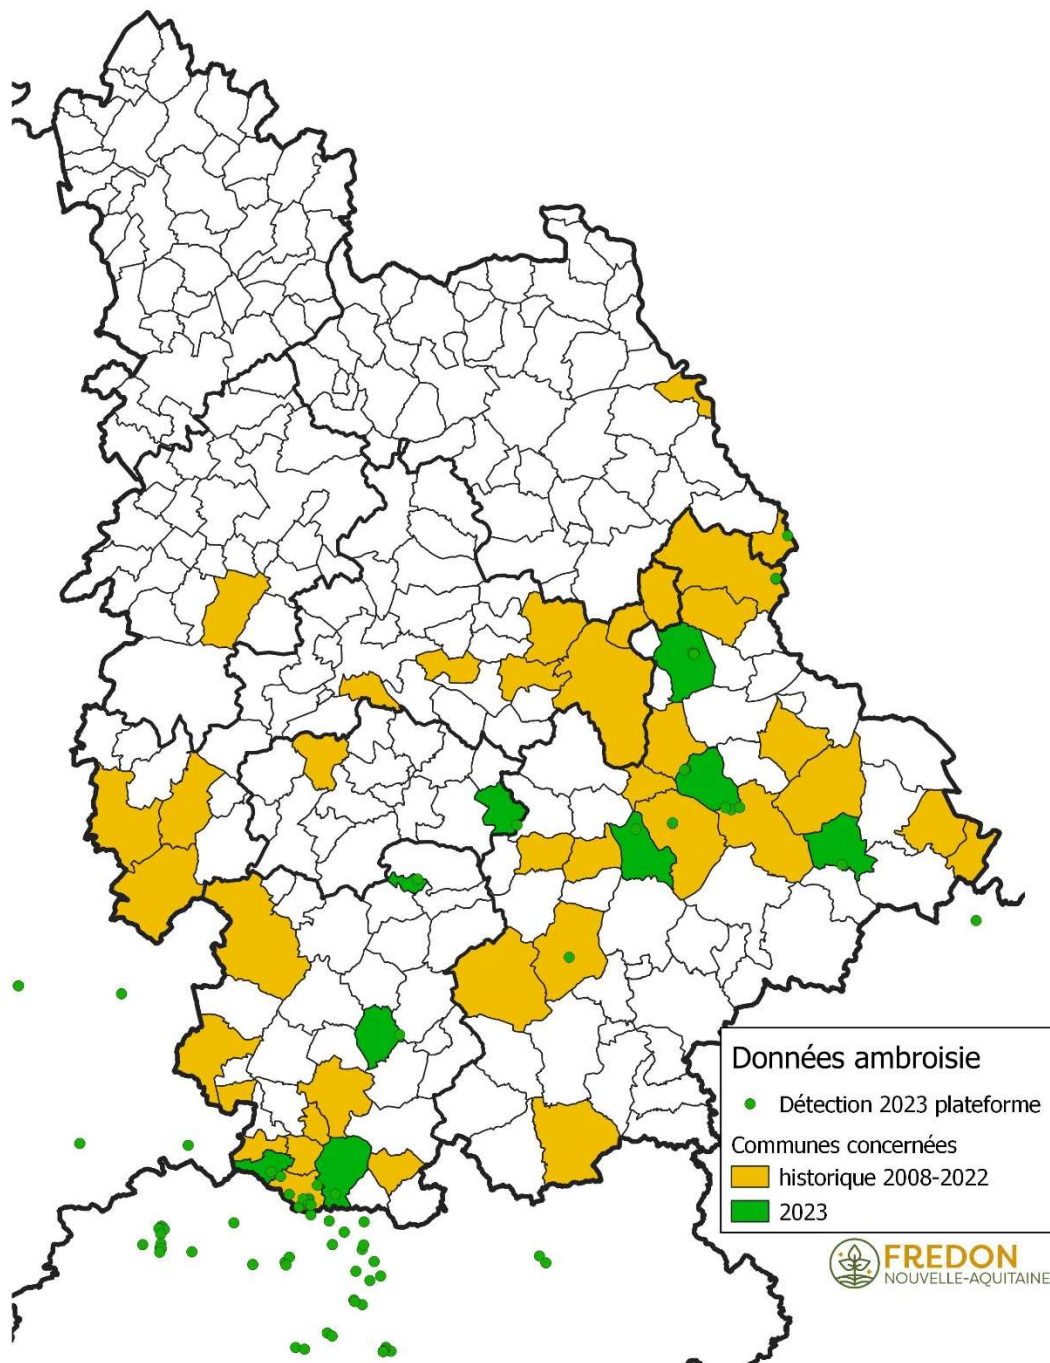 Données ambroisie
Détection 2023 plateforme
Communes concernées
historique 2008-2022
2023
FREDON
NOUVELLE-AQUITAINE